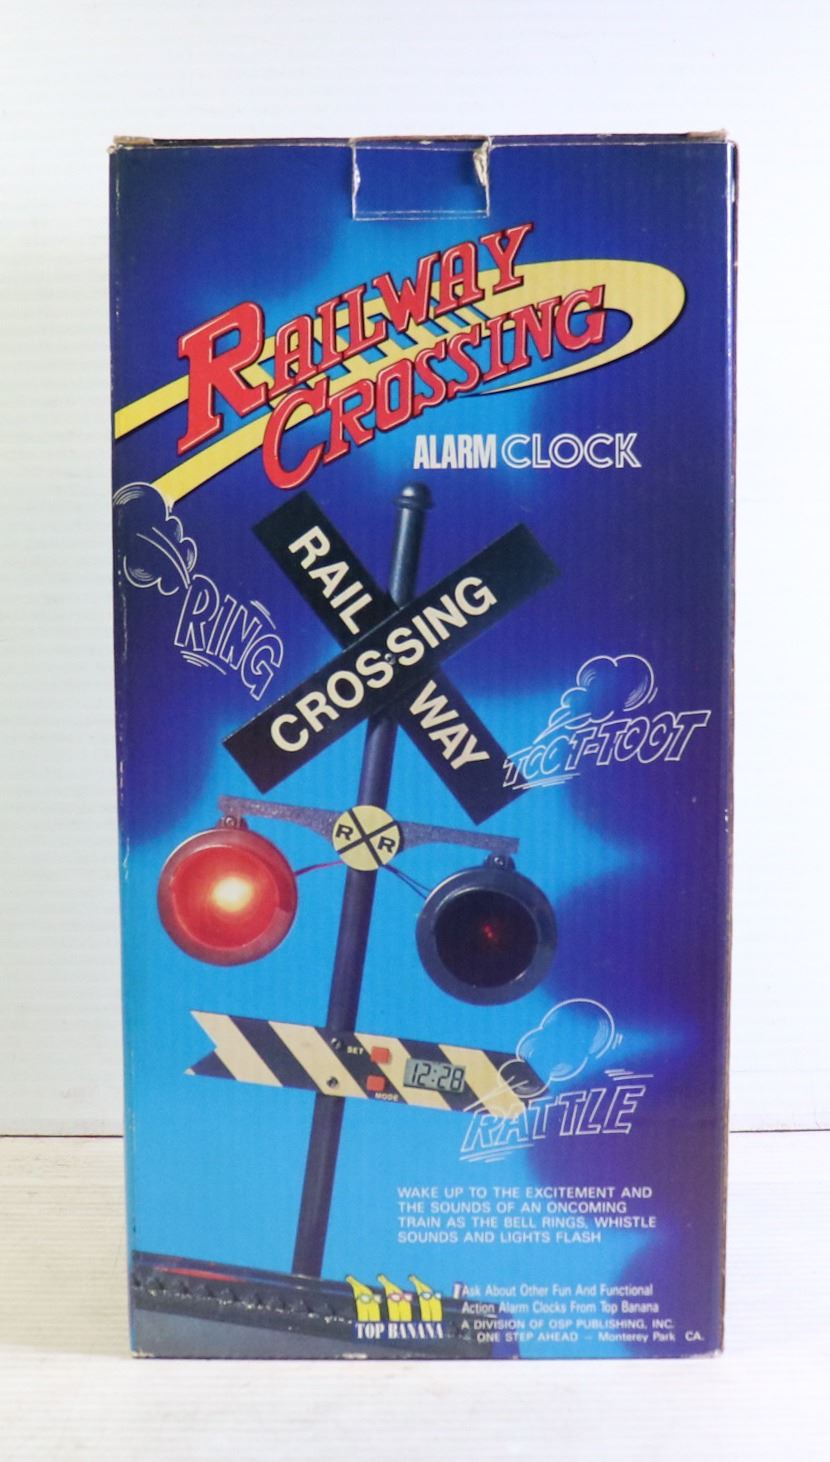 RAILWAY
CROSSING
ALARM CLOCK
RAIL
CROSSING
WAY
RING
TOOT-TOOT
R R
SET
12:28
MODE
RATTLE
WAKE UP TO THE EXCITEMENT AND
THE SOUNDS OF AN ONCOMING
TRAIN AS THE BELL RINGS, WHISTLE
SOUNDS AND LIGHTS FLASH
Ask About Other Fun And Functional
Action Alarm Clocks From Top Banana
TOP BANANA
A DIVISION OF OSP PUBLISHING, INC.
ONE STEP AHEAD – Monterey Park CA.